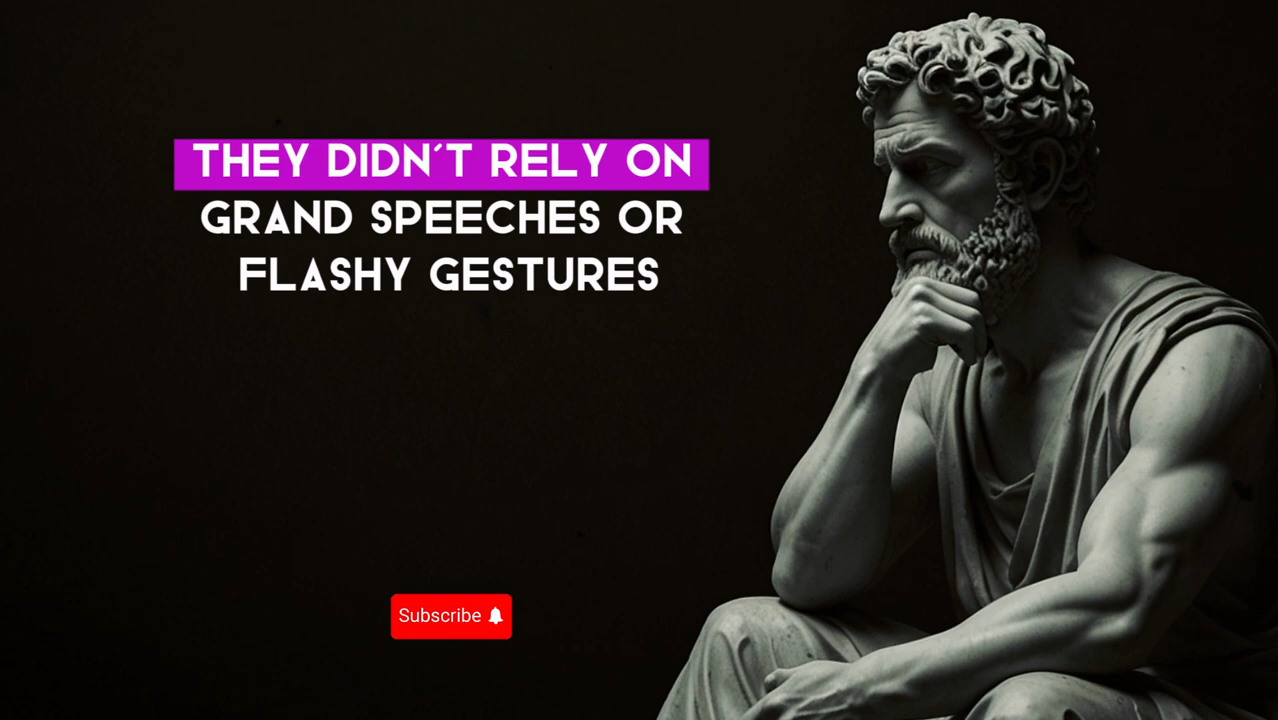 THEY DIDN´T RELY ON
GRAND SPEECHES OR
FLASHY GESTURES
Subscribe